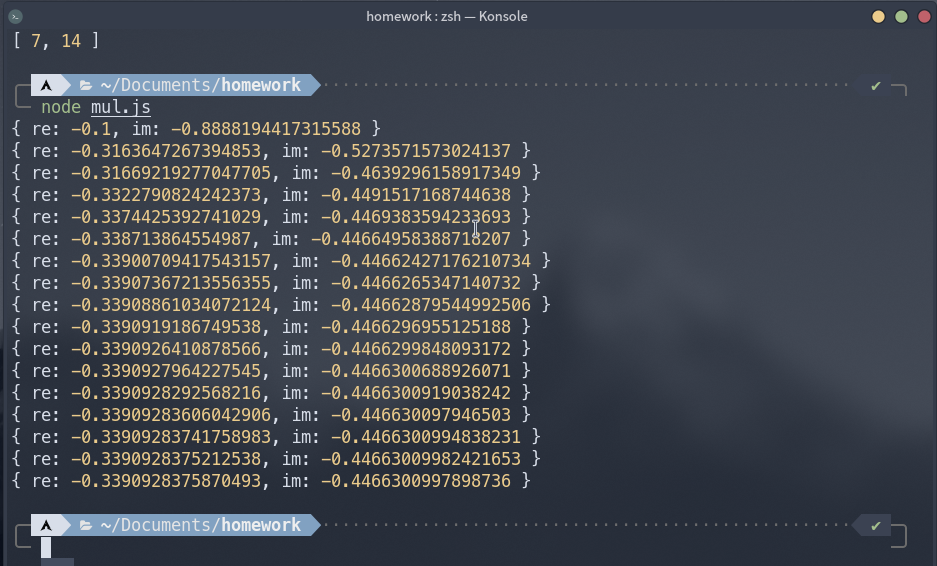 homework : zsh — Konsole
[ 7, 14 ]
~/Documents/homework
node mul.js
{ re: -0.1, im: -0.8888194417315588 }
{ re: -0.3163647267394853, im: -0.5273571573024137 }
{ re: -0.31669219277047705, im: -0.4639296158917349 }
{ re: -0.3322790824242373, im: -0.4491517168744638 }
{ re: -0.3374425392741029, im: -0.4469383594233693 }
{ re: -0.338713864554987, im: -0.44664958388718207 }
{ re: -0.33900709417543157, im: -0.44662427176210734 }
{ re: -0.33907367213556355, im: -0.4466265347140732 }
{ re: -0.33908861034072124, im: -0.44662879544992506 }
{ re: -0.3390919186749538, im: -0.4466296955125188 }
{ re: -0.3390926410878566, im: -0.4466299848093172 }
{ re: -0.3390927964227545, im: -0.4466300688926071 }
{ re: -0.3390928292568216, im: -0.4466300919038242 }
{ re: -0.33909283606042906, im: -0.446630097946503 }
{ re: -0.33909283741758983, im: -0.4466300994838231 }
{ re: -0.3390928375212538, im: -0.44663009982421653 }
{ re: -0.3390928375870493, im: -0.4466300997898736 }
~/Documents/homework